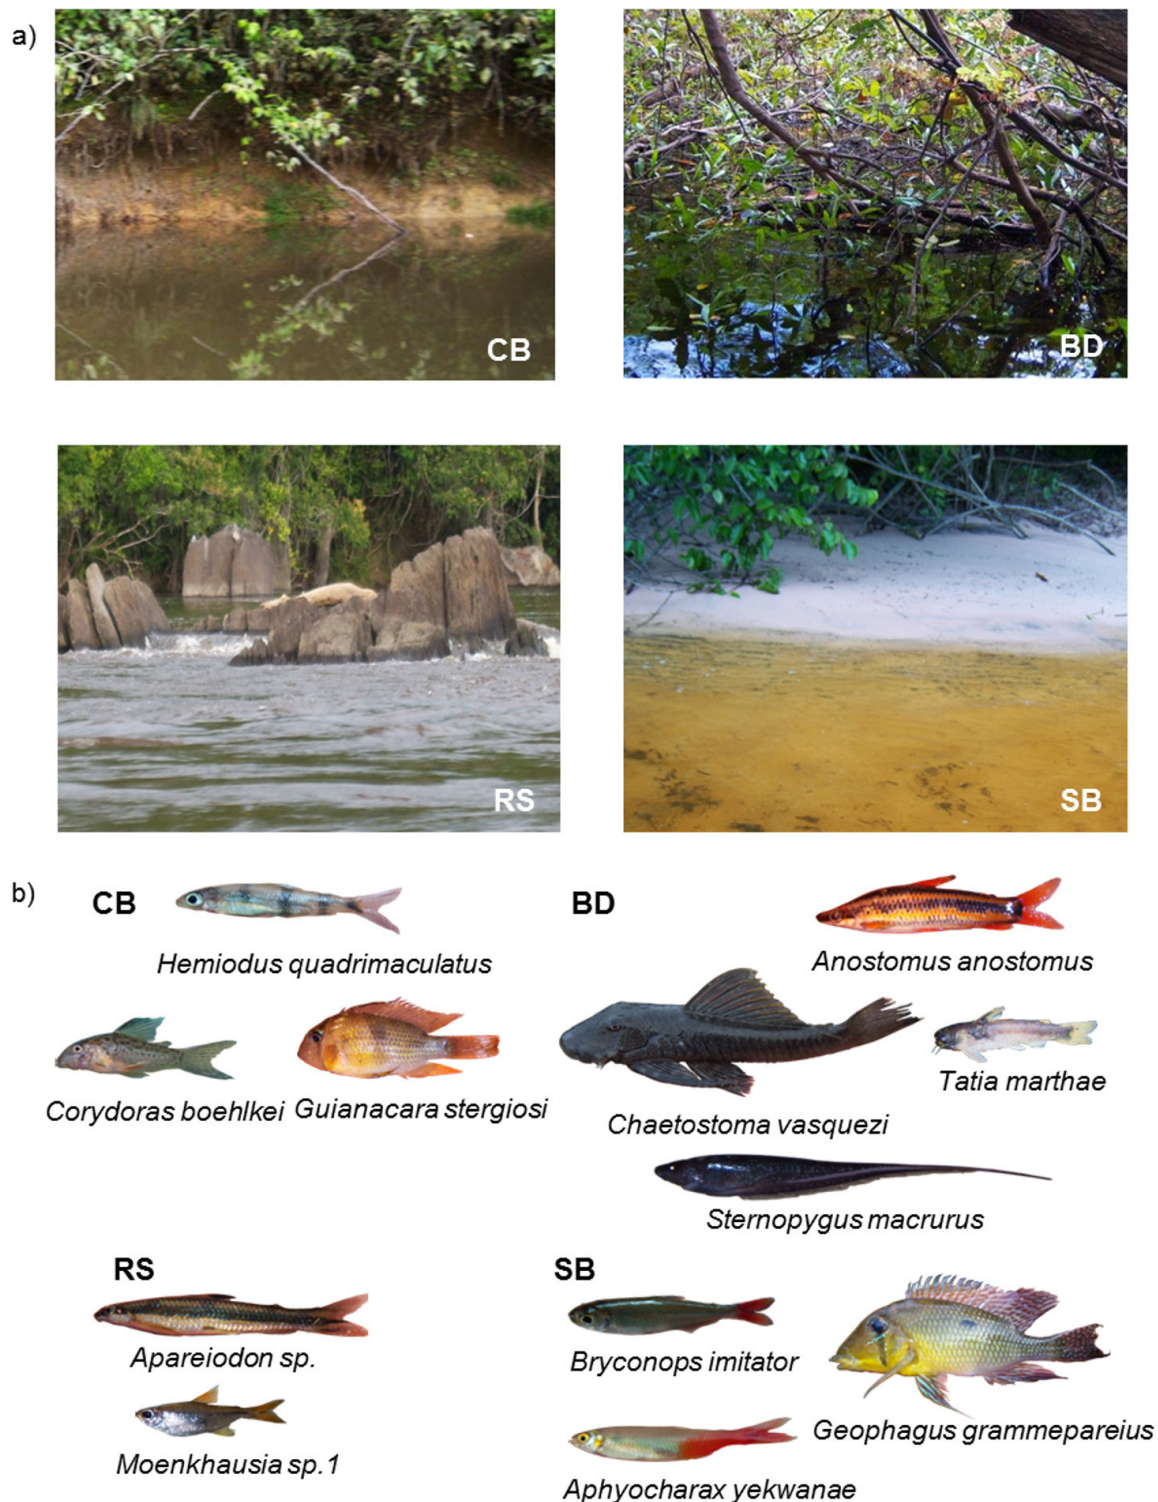 a)
CB
BD
RS
SB
b)
CB
Hemiodus quadrimaculatus
Corydoras boehlkei
Guianacara stergiosi
BD
Anostomus anostomus
Tatia marthae
Chaetostoma vasquezi
Sternopygus macrurus
RS
Apareiodon sp.
Moenkhausia sp.1
SB
Bryconops imitator
Geophagus grammepareius
Aphyocharax yekwanae